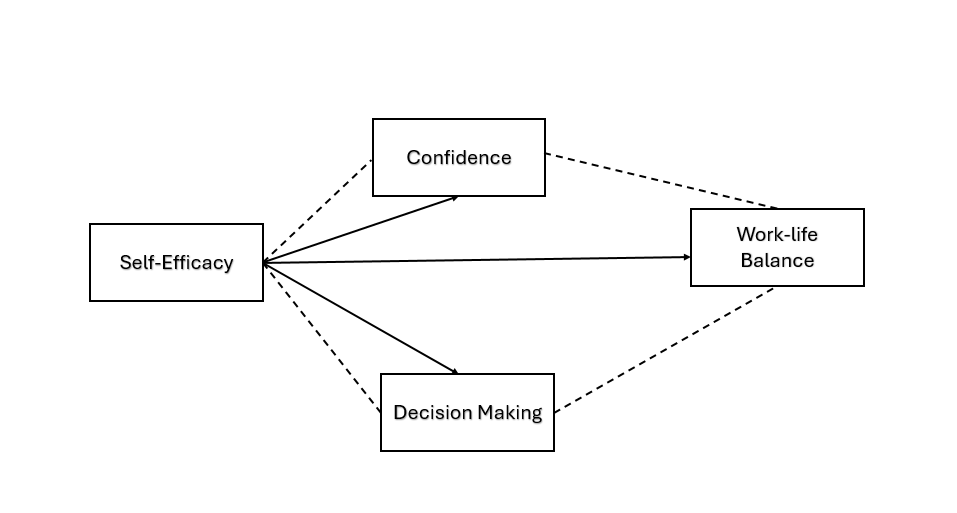 Confidence
Self-Efficacy
Work-life
Balance
Decision Making